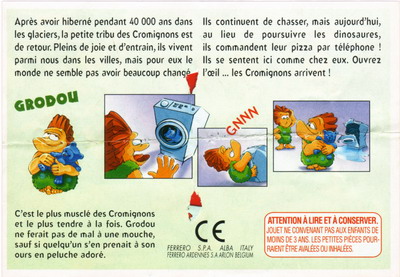 Après avoir hiberné pendant 40 000 ans dans
les glaciers, la petite tribu des Cromignons est
de retour. Pleins de joie et d'entrain, ils vivent
parmi nous dans les villes, mais pour eux le
monde ne semble pas avoir beaucoup changé.
Ils continuent de chasser, mais aujourd'hui,
au lieu de poursuivre les dinosaures,
ils commandent leur pizza par téléphone !
Ils se sentent ici comme chez eux. Ouvrez
l'œil ... les Cromignons arrivent !
GRODOU
GNNN
C'est le plus musclé des Cromignons
et le plus tendre à la fois. Grodou
ne ferait pas de mal à une mouche,
sauf si quelqu'un s'en prenait à son
ours en peluche adoré.
CE
FERRERO S.P.A. ALBA ITALY
FERRERO ARDENNES S.A ARLON BELGIUM
ATTENTION À LIRE ET À CONSERVER.
JOUET NE CONVENANT PAS AUX ENFANTS DE
MOINS DE 3 ANS. LES PETITES PIÈCES POUR-
RAIENT ÊTRE AVALÉES OU INHALÉES.